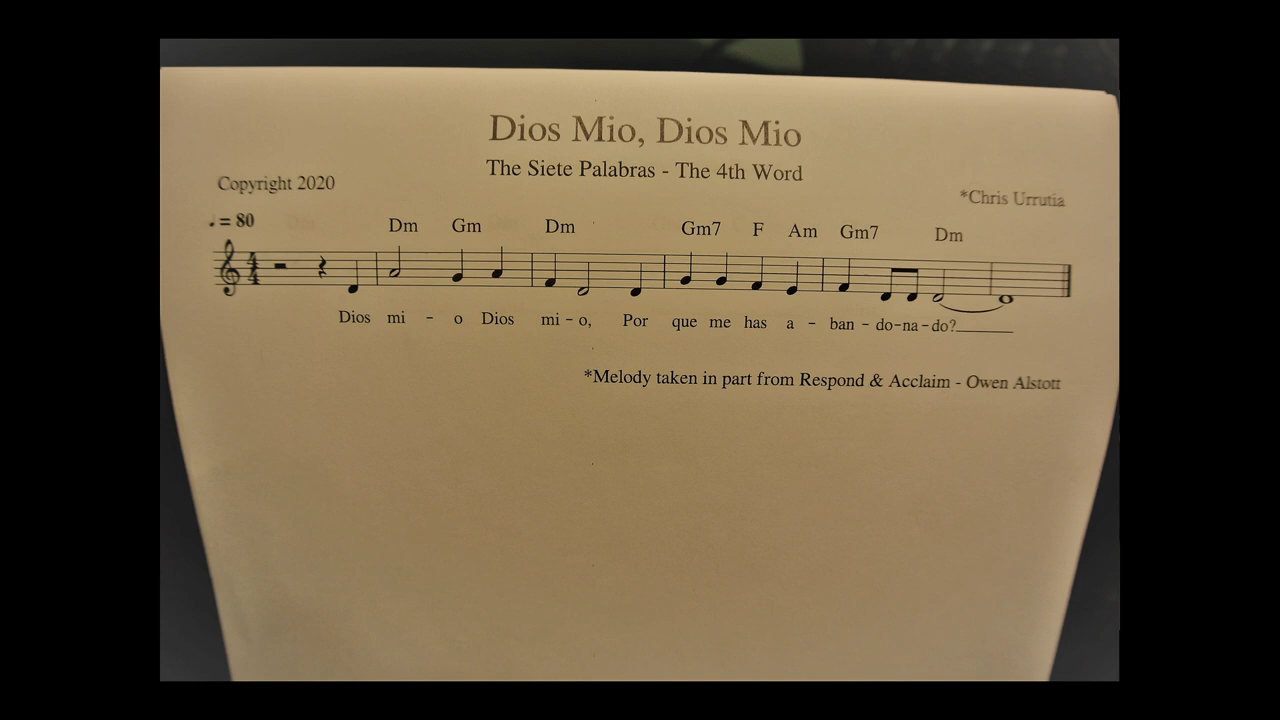 Dios Mio, Dios Mio
The Siete Palabras - The 4th Word
Copyright 2020
*Chris Urrutia
♩ = 80
Dm Gm Dm Gm7 F Am Gm7 Dm
4
4
Dios mi - o Dios mi - o, Por que me has a - ban - do - na - do?
*Melody taken in part from Respond & Acclaim - Owen Alstott